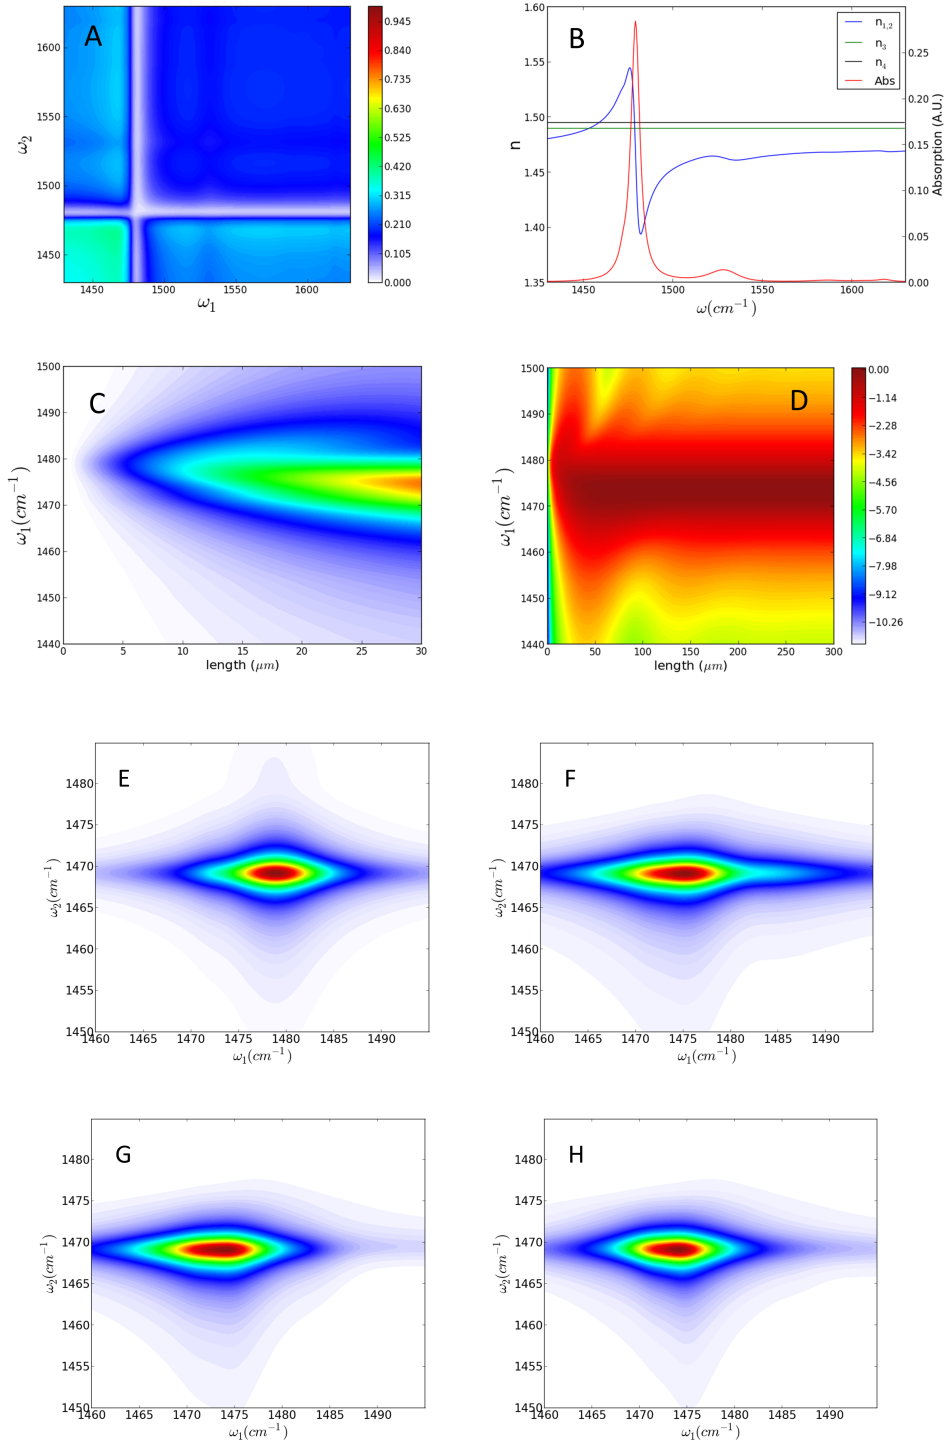 A
ω2
1600
1550
1500
1450
1450 1500 1550 1600
ω1
0.945
0.840
0.735
0.630
0.525
0.420
0.315
0.210
0.105
0.000
B
n
1.60
1.55
1.50
1.45
1.40
1.35
1450 1500 1550 1600
ω(cm−1)
n1,2
n3
n4
Abs
0.25
0.20
0.15
0.10
0.05
0.00
Absorption (A.U.)
C
ω1(cm−1)
1500
1490
1480
1470
1460
1450
1440
0 5 10 15 20 25 30
length (μm)
D
ω1(cm−1)
1500
1490
1480
1470
1460
1450
1440
0 50 100 150 200 250 300
length (μm)
0.00
−1.14
−2.28
−3.42
−4.56
−5.70
−6.84
−7.98
−9.12
−10.26
E
ω2(cm−1)
1480
1475
1470
1465
1460
1455
1450
1460 1465 1470 1475 1480 1485 1490
ω1(cm−1)
F
ω2(cm−1)
1480
1475
1470
1465
1460
1455
1450
1460 1465 1470 1475 1480 1485 1490
ω1(cm−1)
G
ω2(cm−1)
1480
1475
1470
1465
1460
1455
1450
1460 1465 1470 1475 1480 1485 1490
ω1(cm−1)
H
ω2(cm−1)
1480
1475
1470
1465
1460
1455
1450
1460 1465 1470 1475 1480 1485 1490
ω1(cm−1)